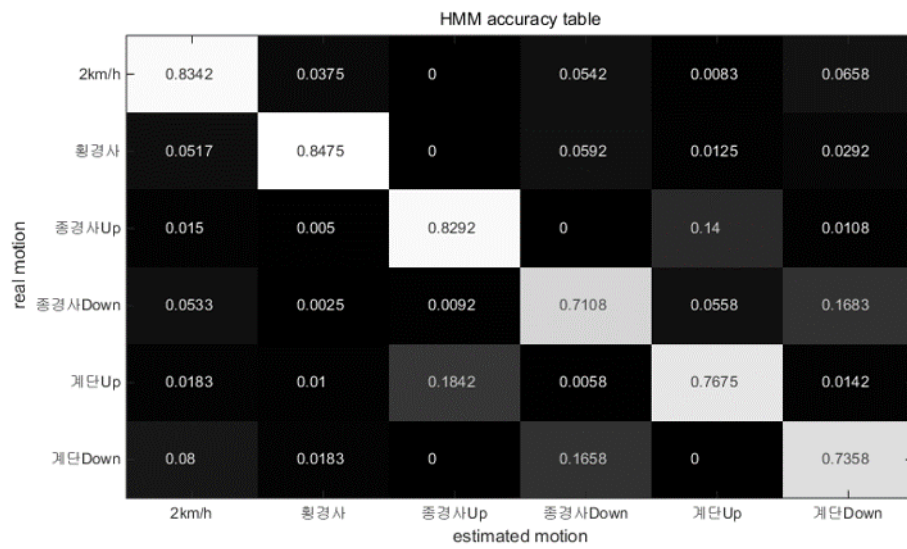 HMM accuracy table
2km/h 0.8342 0.0375 0 0.0542 0.0083 0.0658
횡경사 0.0517 0.8475 0 0.0592 0.0125 0.0292
종경사Up 0.015 0.005 0.8292 0 0.14 0.0108
종경사Down 0.0533 0.0025 0.0092 0.7108 0.0558 0.1683
계단Up 0.0183 0.01 0.1842 0.0058 0.7675 0.0142
계단Down 0.08 0.0183 0 0.1658 0 0.7358
real motion
2km/h 횡경사 종경사Up 종경사Down 계단Up 계단Down
estimated motion